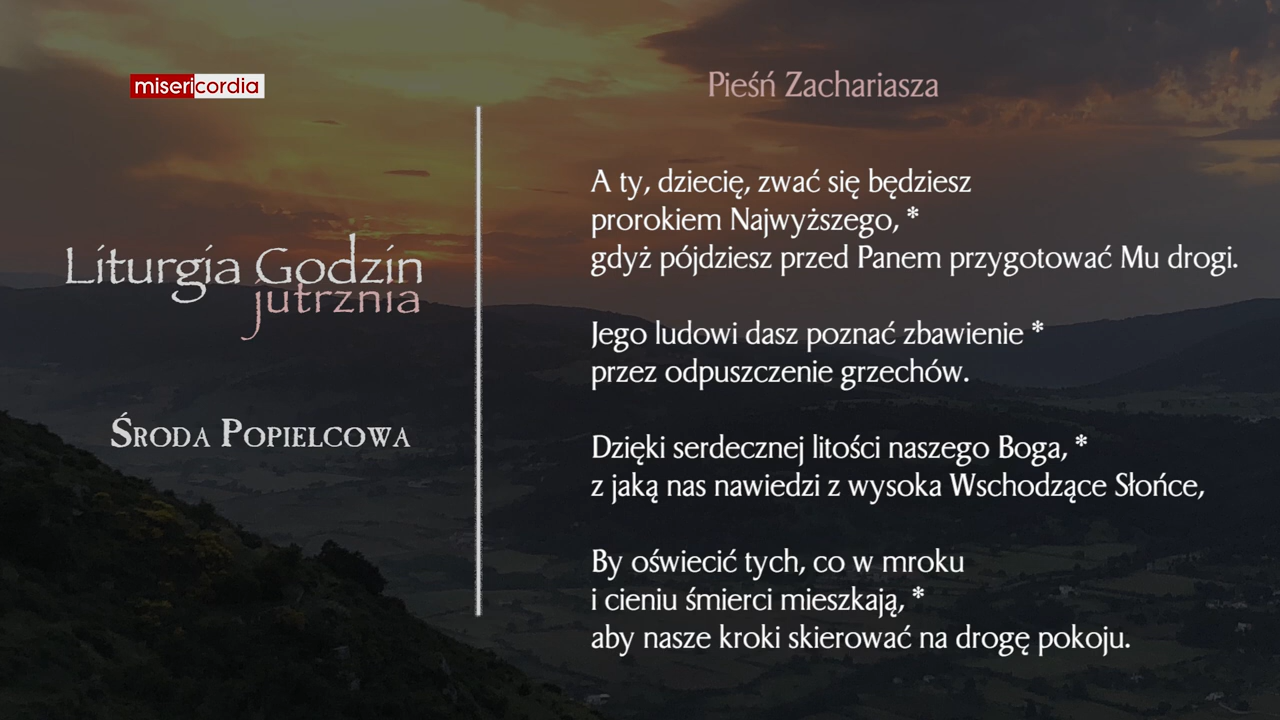 misericordia
Liturgia Godzin
jutrznia
Środa Popielcowa
Pieśń Zachariasza
A ty, dziecię, zwać się będziesz
prorokiem Najwyższego, *
gdyż pójdziesz przed Panem przygotować Mu drogi.
Jego ludowi dasz poznać zbawienie *
przez odpuszczenie grzechów.
Dzięki serdecznej litości naszego Boga, *
z jaką nas nawiedzi z wysoka Wschodzące Słońce,
By oświecić tych, co w mroku
i cieniu śmierci mieszkają, *
aby nasze kroki skierować na drogę pokoju.